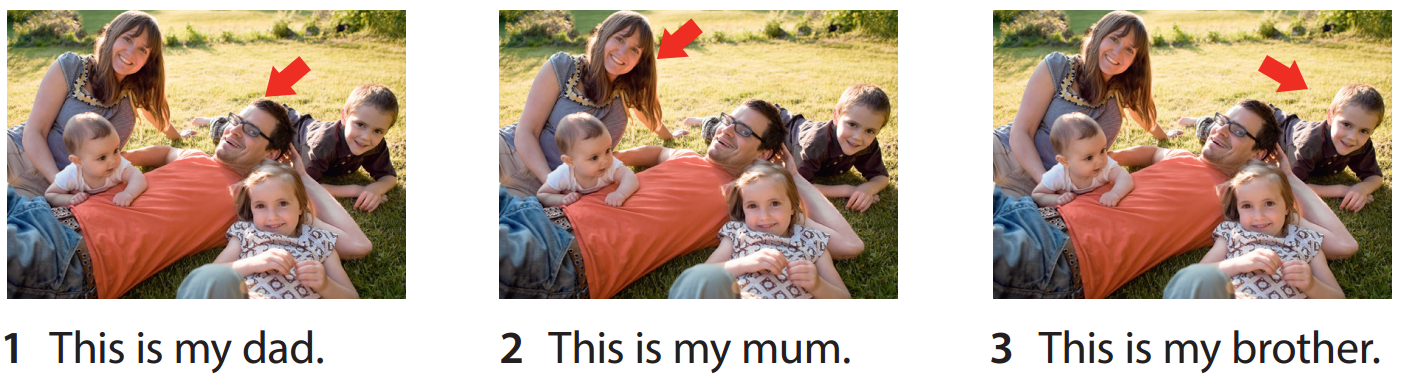 1 This is my dad.
2 This is my mum.
3 This is my brother.